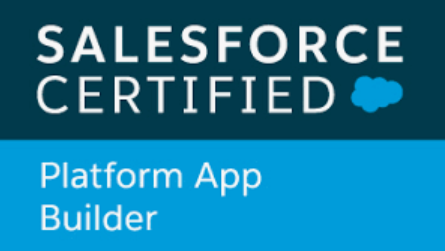 SALESFORCE
CERTIFIED
Platform App
Builder